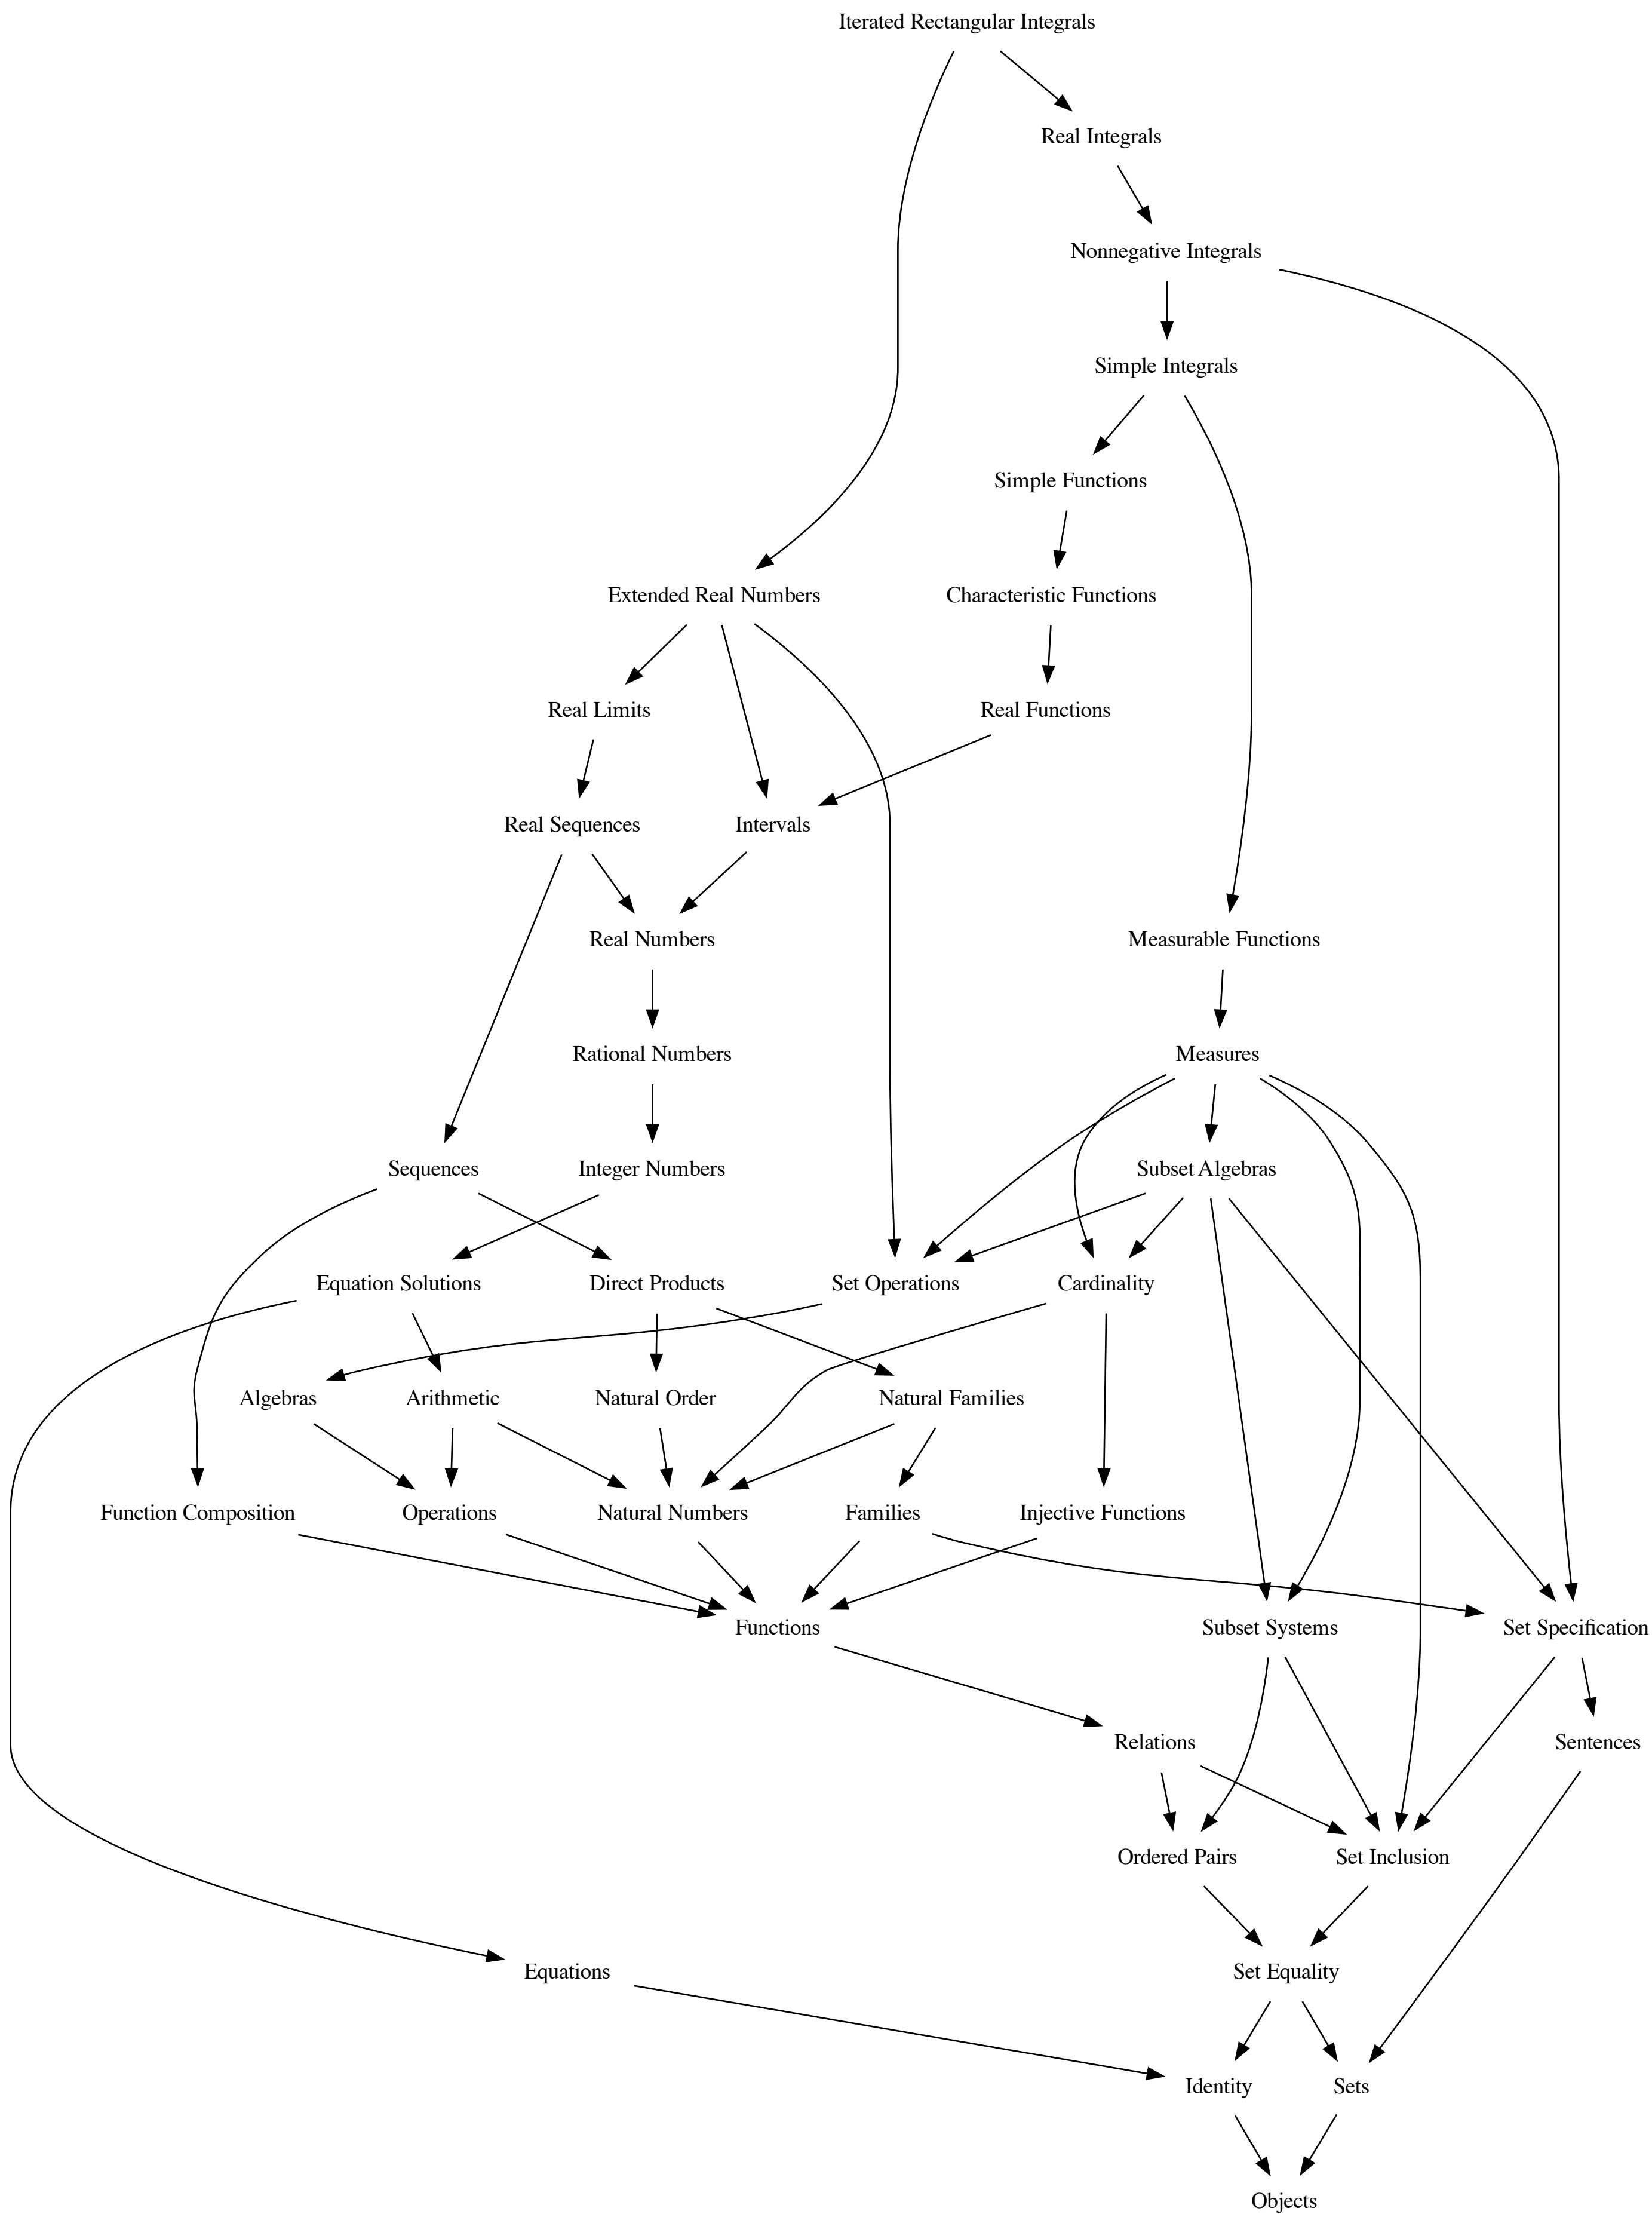 Iterated Rectangular Integrals
Real Integrals
Nonnegative Integrals
Simple Integrals
Simple Functions
Extended Real Numbers
Characteristic Functions
Real Limits
Real Functions
Real Sequences
Intervals
Real Numbers
Measurable Functions
Rational Numbers
Measures
Sequences
Integer Numbers
Subset Algebras
Equation Solutions
Direct Products
Set Operations
Cardinality
Algebras
Arithmetic
Natural Order
Natural Families
Function Composition
Operations
Natural Numbers
Families
Injective Functions
Functions
Subset Systems
Set Specification
Relations
Sentences
Ordered Pairs
Set Inclusion
Equations
Set Equality
Identity
Sets
Objects